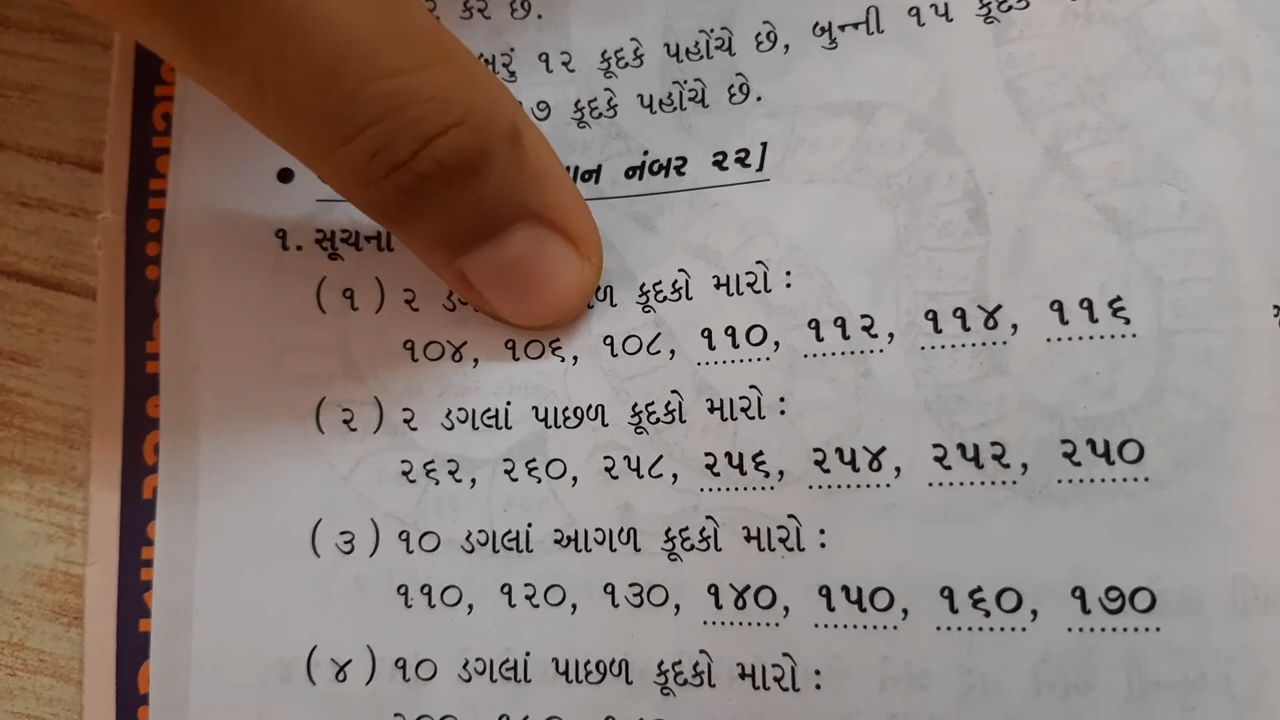 કરે છે.
૧૨ કૂદકે પહોંચે છે, બુન્ની ૧૫ કૂદકે
કૂદકે પહોંચે છે.
નંબર ૨૨]
૧. સૂચના
(૧) ૨ કૂદકો મારો :
૧૦૪, ૧૦૬, ૧૦૮, ૧૧૦, ૧૧૨, ૧૧૪, ૧૧૬
(૨) ૨ ડગલાં પાછળ કૂદકો મારો :
૨૬૨, ૨૬૦, ૨૫૮, ૨૫૬, ૨૫૪, ૨૫૨, ૨૫૦
(૩) ૧૦ ડગલાં આગળ કૂદકો મારો :
૧૧૦, ૧૨૦, ૧૩૦, ૧૪૦, ૧૫૦, ૧૬૦, ૧૭૦
(૪) ૧૦ ડગલાં પાછળ કૂદકો મારો :